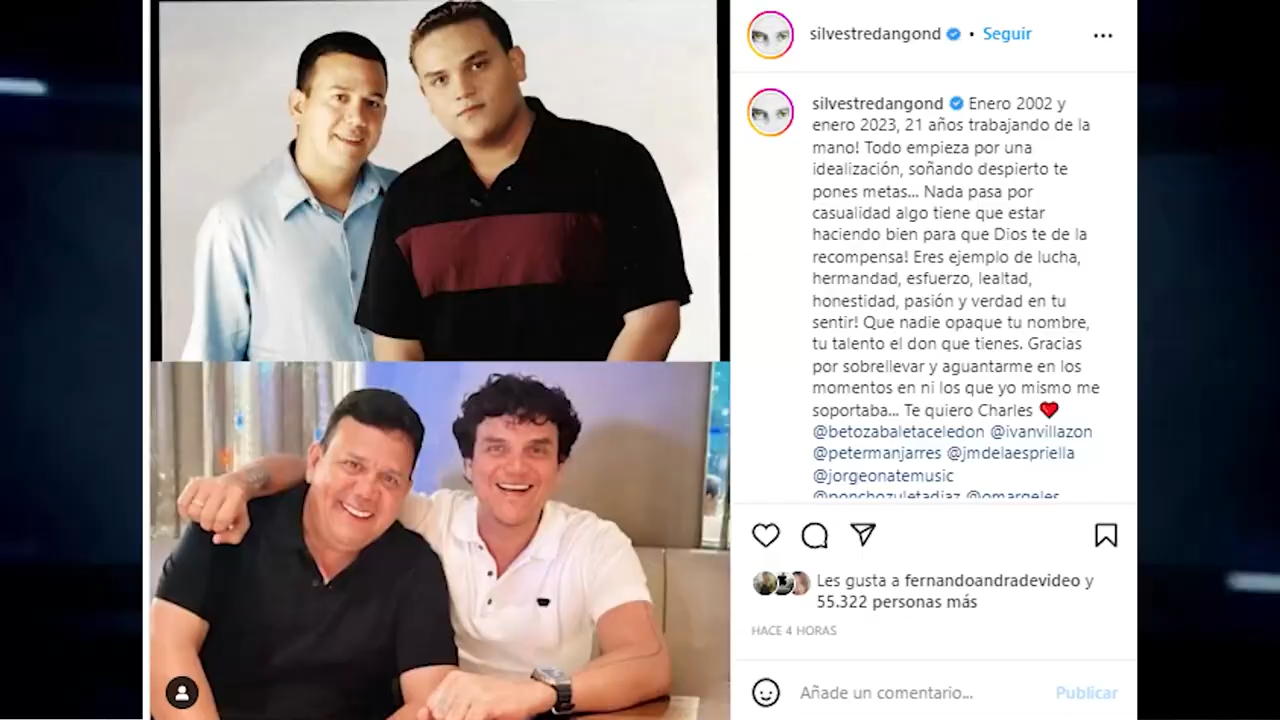 silvestredangond • Seguir
silvestredangond Enero 2002 y
enero 2023, 21 años trabajando de la
mano! Todo empieza por una
idealización, soñando despierto te
pones metas... Nada pasa por
casualidad algo tiene que estar
haciendo bien para que Dios te de la
recompensa! Eres ejemplo de lucha,
hermandad, esfuerzo, lealtad,
honestidad, pasión y verdad en tu
sentir! Que nadie opaque tu nombre,
tu talento el don que tienes. Gracias
por sobrellevar y aguantarme en los
momentos en ni los que yo mismo me
soportaba... Te quiero Charles ❤️
@betozabaletaceledon @ivanvillazon
@petermanjarres @jmdelaespriella
@jorgeonatemusic
@ponchozuletadiaz @omargeles
Les gusta a fernandoandradevideo y
55.322 personas más
HACE 4 HORAS
Añade un comentario... Publicar